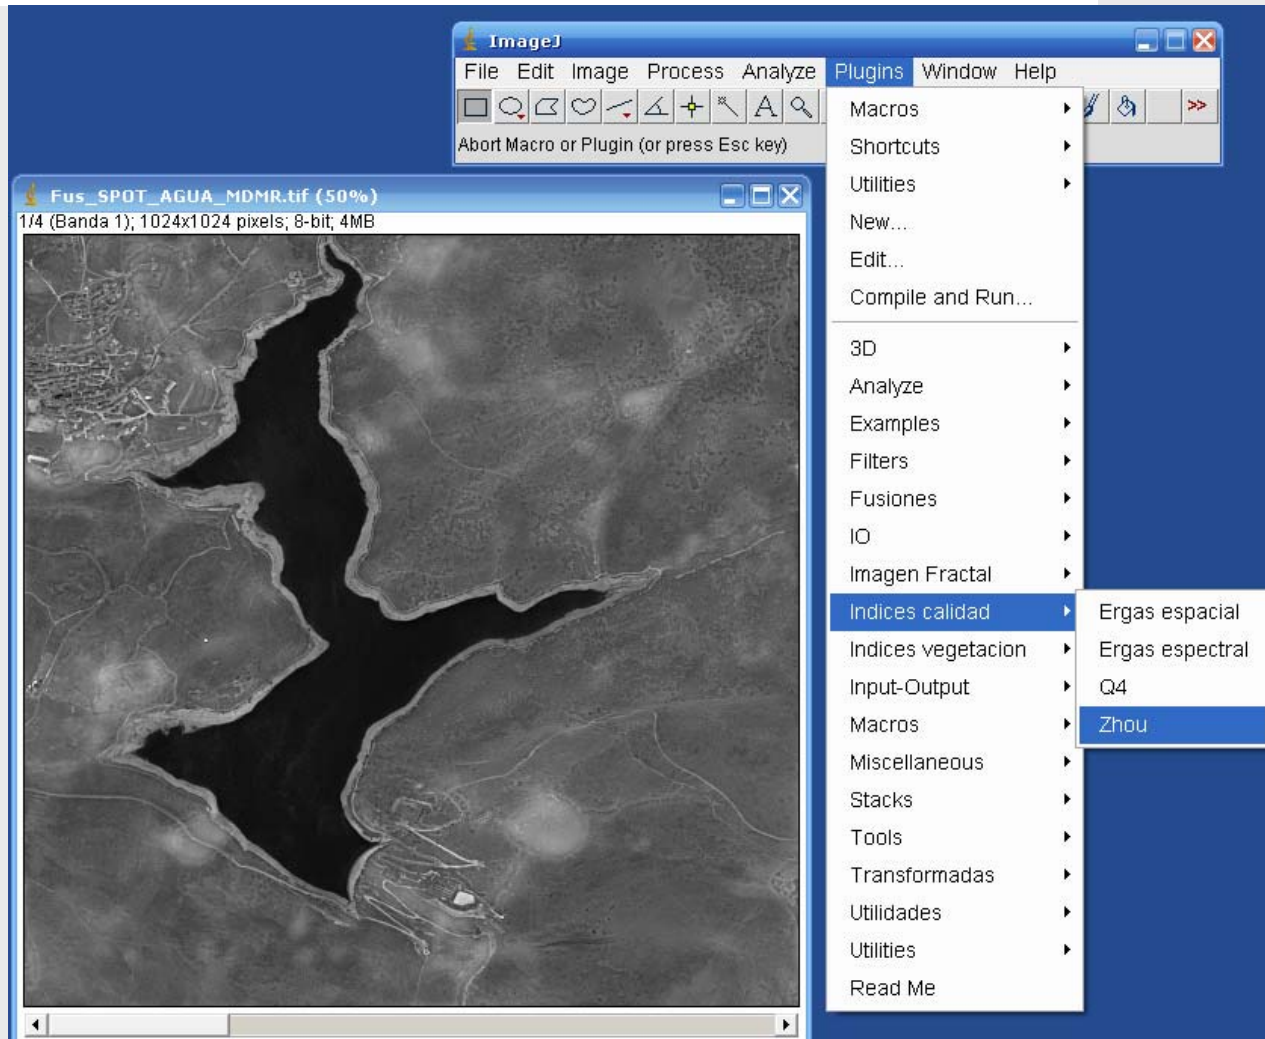 ImageJ
File Edit Image Process Analyze Plugins Window Help
A >>
Abort Macro or Plugin (or press Esc key)
Fus_SPOT_AGUA_MDMR.tif (50%)
1/4 (Banda 1); 1024x1024 pixels; 8-bit; 4MB
Macros
Shortcuts
Utilities
New...
Edit...
Compile and Run...
3D
Analyze
Examples
Filters
Fusiones
IO
Imagen Fractal
Indices calidad
Indices vegetacion
Input-Output
Macros
Miscellaneous
Stacks
Tools
Transformadas
Utilidades
Utilities
Read Me
Ergas espacial
Ergas espectral
Q4
Zhou